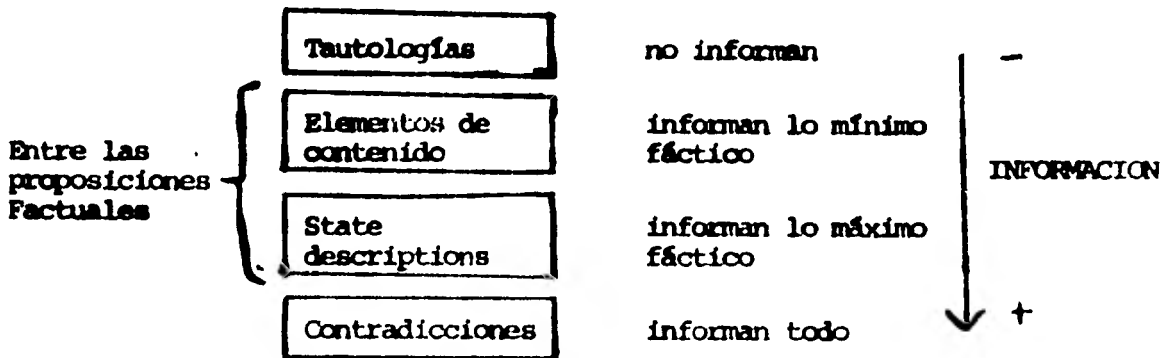 Tautologías no informan -
Elementos de informan lo mínimo
contenido fáctico
Entre las
proposiciones
Factuales
INFORMACION
State informan lo máximo
descriptions fáctico
Contradicciones informan todo +